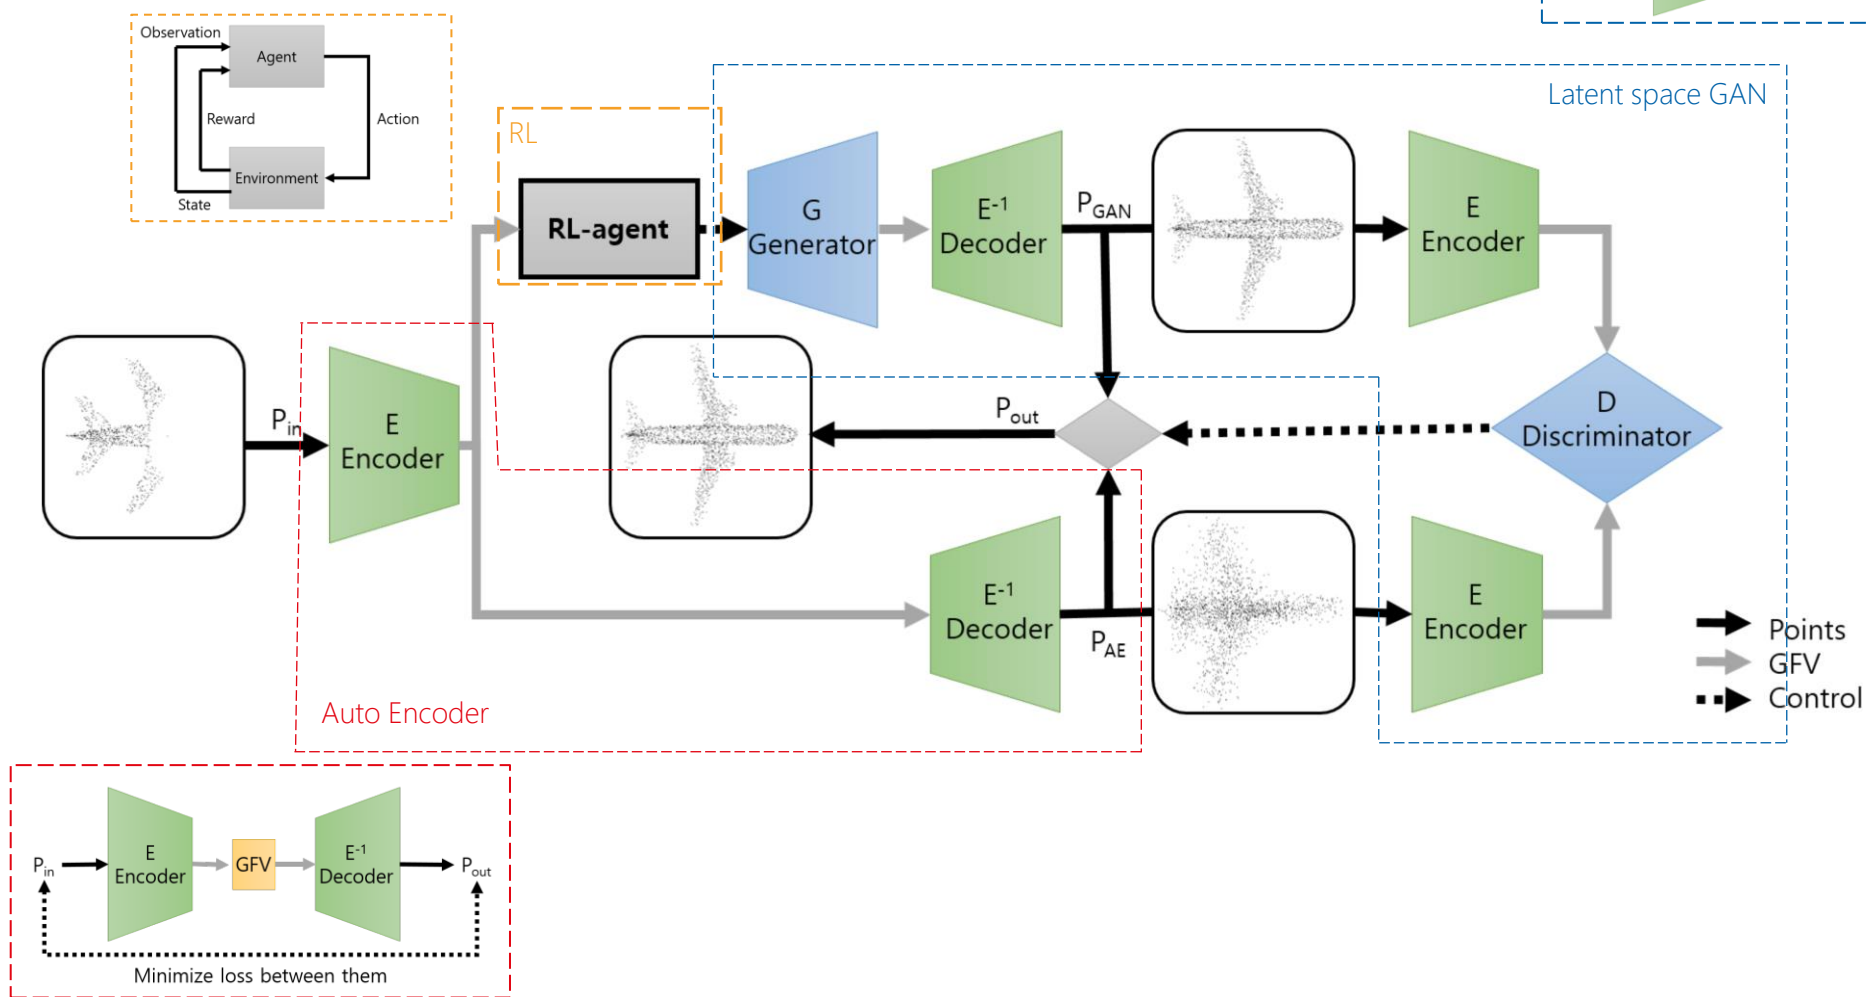 Observation
Agent
Reward
Action
Environment
State
Latent space GAN
RL
RL-agent
G
Generator
E-1
Decoder
PGAN
E
Encoder
Pin
E
Encoder
Pout
D
Discriminator
E-1
Decoder
PAE
E
Encoder
Points
GFV
Control
Auto Encoder
Pin
E
Encoder
GFV
E-1
Decoder
Pout
Minimize loss between them